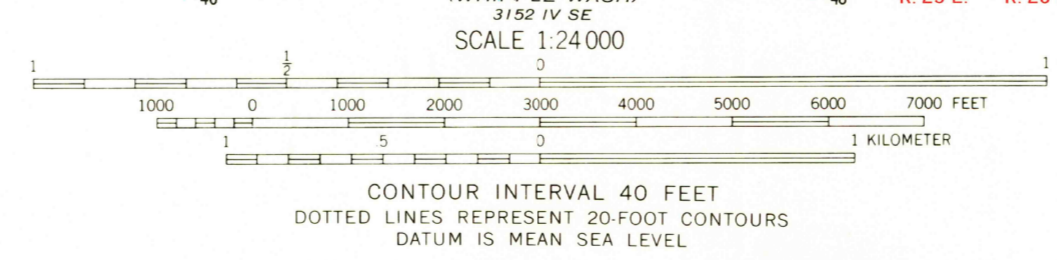 3152 IV SE
SCALE 1:24 000
1 ½ 0 1
1000 0 1000 2000 3000 4000 5000 6000 7000 FEET
1 .5 0 1 KILOMETER
CONTOUR INTERVAL 40 FEET
DOTTED LINES REPRESENT 20-FOOT CONTOURS
DATUM IS MEAN SEA LEVEL